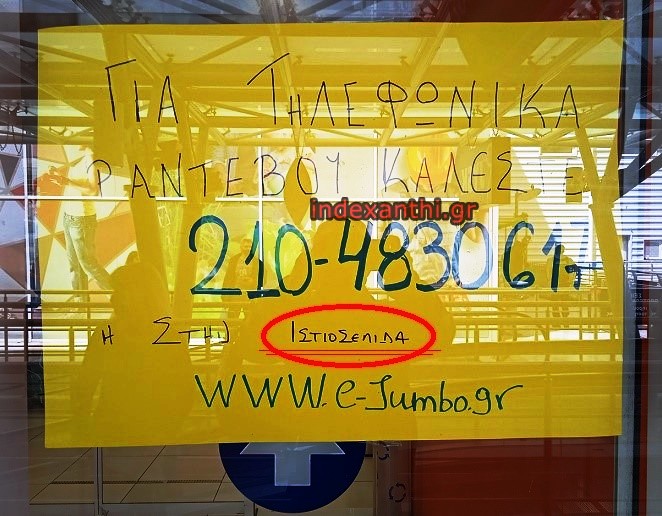 ΓΙΑ ΤΗΛΕΦΩΝΙΚΑ
ΡΑΝΤΕΒΟΥ ΚΑΛΕΣΤΕ
indexanthi.gr
210-4830617
Η ΣΤΗΝ ΙΣΤΙΟΣΕΛΙΔΑ
WWW.e-Jumbo.gr